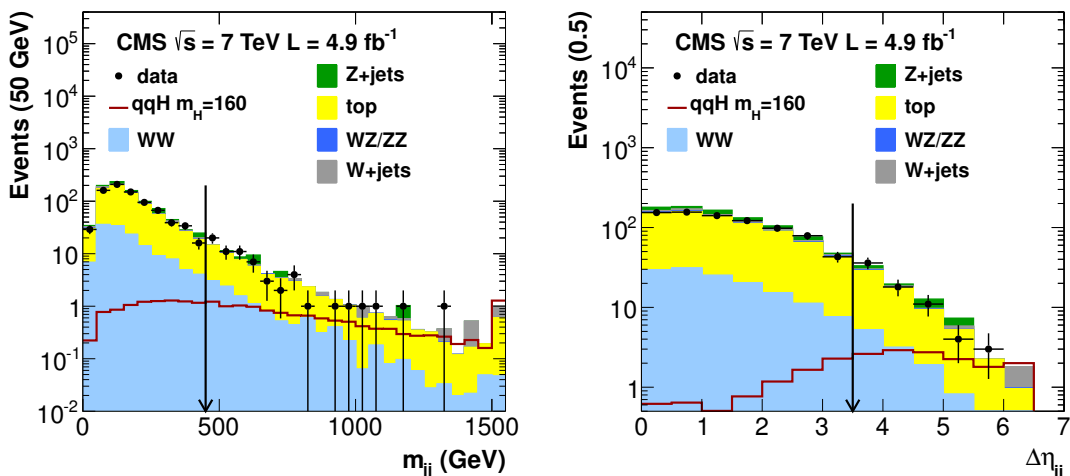 CMS √s = 7 TeV L = 4.9 fb⁻¹
data
qqH m_H=160
WW
Z+jets
top
WZ/ZZ
W+jets
Events (50 GeV)
10⁵
10⁴
10³
10²
10
1
10⁻¹
10⁻²
0
500
1000
1500
m_jj (GeV)
CMS √s = 7 TeV L = 4.9 fb⁻¹
data
qqH m_H=160
WW
Z+jets
top
WZ/ZZ
W+jets
Events (0.5)
10⁴
10³
10²
10
1
0 1 2 3 4 5 6 7
Δη_jj